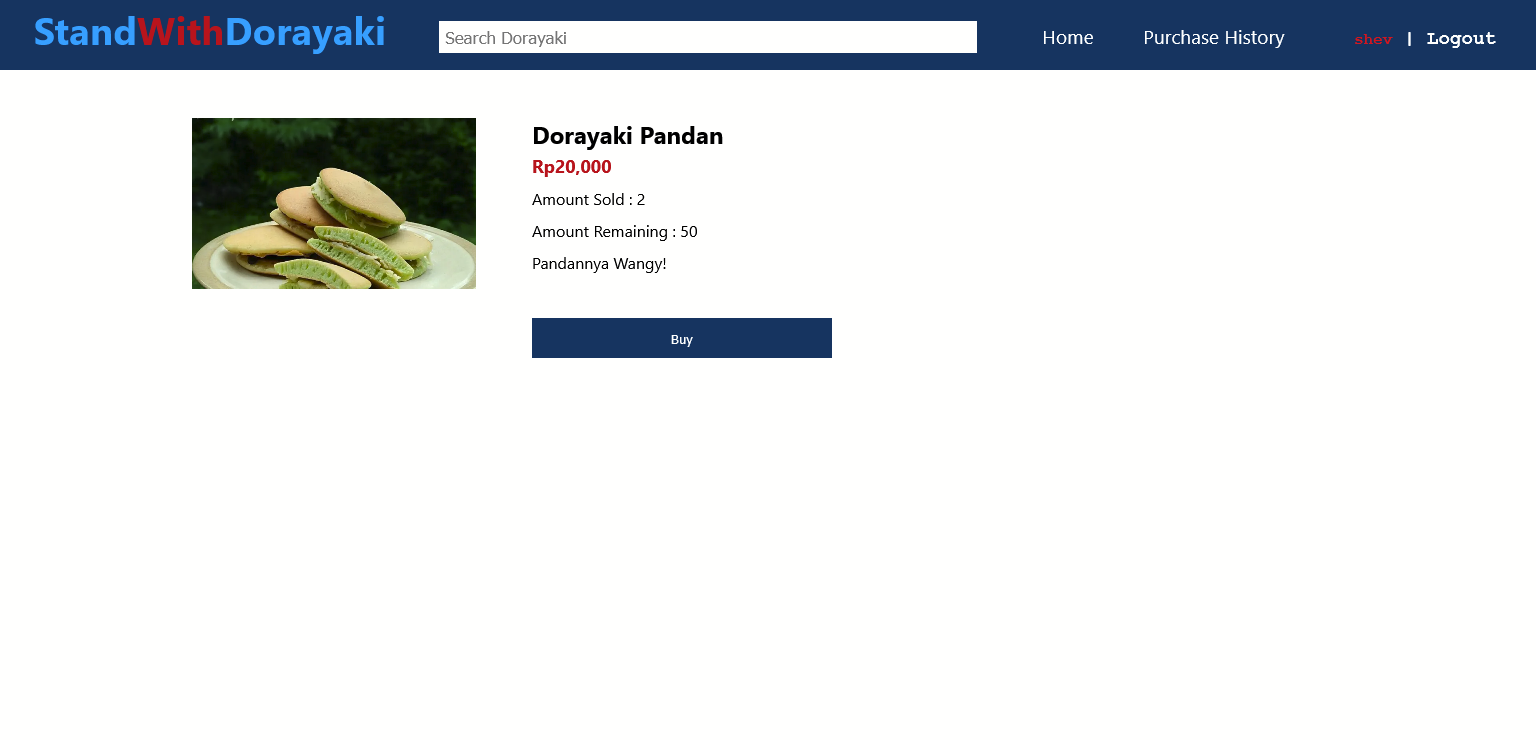 StandWithDorayaki
Search Dorayaki
Home
Purchase History
shev | Logout
Dorayaki Pandan
Rp20,000
Amount Sold : 2
Amount Remaining : 50
Pandannya Wangy!
Buy